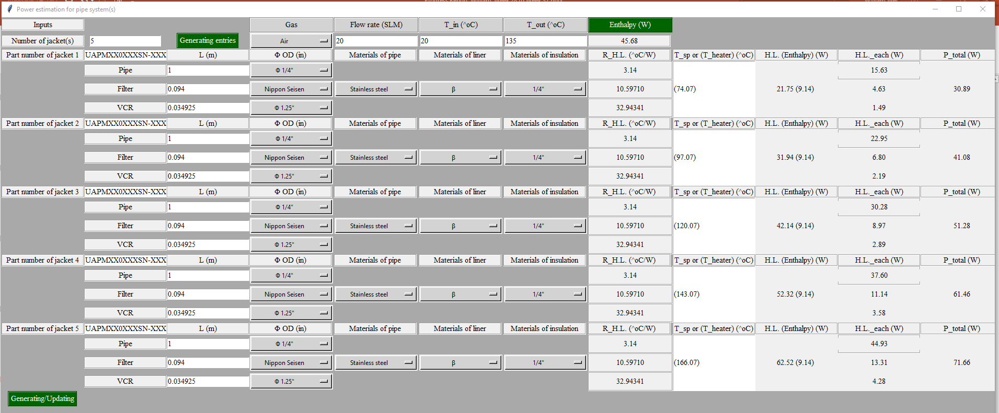 Power estimation for pipe system(s)
Inputs Gas Flow rate (SLM) T_in (^oC) T_out (^oC) Enthalpy (W)
Number of jacket(s) 5 Generating entries Air 20 20 135 45.68
Part number of jacket 1 UAPMXX0XXXSN-XXX L (m) Φ OD (in) Materials of pipe Materials of liner Materials of insulation R_H.L. (^oC/W) T_sp or (T_heater) (^oC) H.L. (Enthalpy) (W) H.L._each (W) P_total (W)
Pipe 1 Φ 1/4" 3.14 15.63
Filter 0.094 Nippon Seisen Stainless steel β 1/4" 10.59710 (74.07) 21.75 (9.14) 4.63 30.89
VCR 0.034925 Φ 1.25" 32.94341 1.49
Part number of jacket 2 UAPMXX0XXXSN-XXX L (m) Φ OD (in) Materials of pipe Materials of liner Materials of insulation R_H.L. (^oC/W) T_sp or (T_heater) (^oC) H.L. (Enthalpy) (W) H.L._each (W) P_total (W)
Pipe 1 Φ 1/4" 3.14 22.95
Filter 0.094 Nippon Seisen Stainless steel β 1/4" 10.59710 (97.07) 31.94 (9.14) 6.80 41.08
VCR 0.034925 Φ 1.25" 32.94341 2.19
Part number of jacket 3 UAPMXX0XXXSN-XXX L (m) Φ OD (in) Materials of pipe Materials of liner Materials of insulation R_H.L. (^oC/W) T_sp or (T_heater) (^oC) H.L. (Enthalpy) (W) H.L._each (W) P_total (W)
Pipe 1 Φ 1/4" 3.14 30.28
Filter 0.094 Nippon Seisen Stainless steel β 1/4" 10.59710 (120.07) 42.14 (9.14) 8.97 51.28
VCR 0.034925 Φ 1.25" 32.94341 2.89
Part number of jacket 4 UAPMXX0XXXSN-XXX L (m) Φ OD (in) Materials of pipe Materials of liner Materials of insulation R_H.L. (^oC/W) T_sp or (T_heater) (^oC) H.L. (Enthalpy) (W) H.L._each (W) P_total (W)
Pipe 1 Φ 1/4" 3.14 37.60
Filter 0.094 Nippon Seisen Stainless steel β 1/4" 10.59710 (143.07) 52.32 (9.14) 11.14 61.46
VCR 0.034925 Φ 1.25" 32.94341 3.58
Part number of jacket 5 UAPMXX0XXXSN-XXX L (m) Φ OD (in) Materials of pipe Materials of liner Materials of insulation R_H.L. (^oC/W) T_sp or (T_heater) (^oC) H.L. (Enthalpy) (W) H.L._each (W) P_total (W)
Pipe 1 Φ 1/4" 3.14 44.93
Filter 0.094 Nippon Seisen Stainless steel β 1/4" 10.59710 (166.07) 62.52 (9.14) 13.31 71.66
VCR 0.034925 Φ 1.25" 32.94341 4.28
Generating/Updating